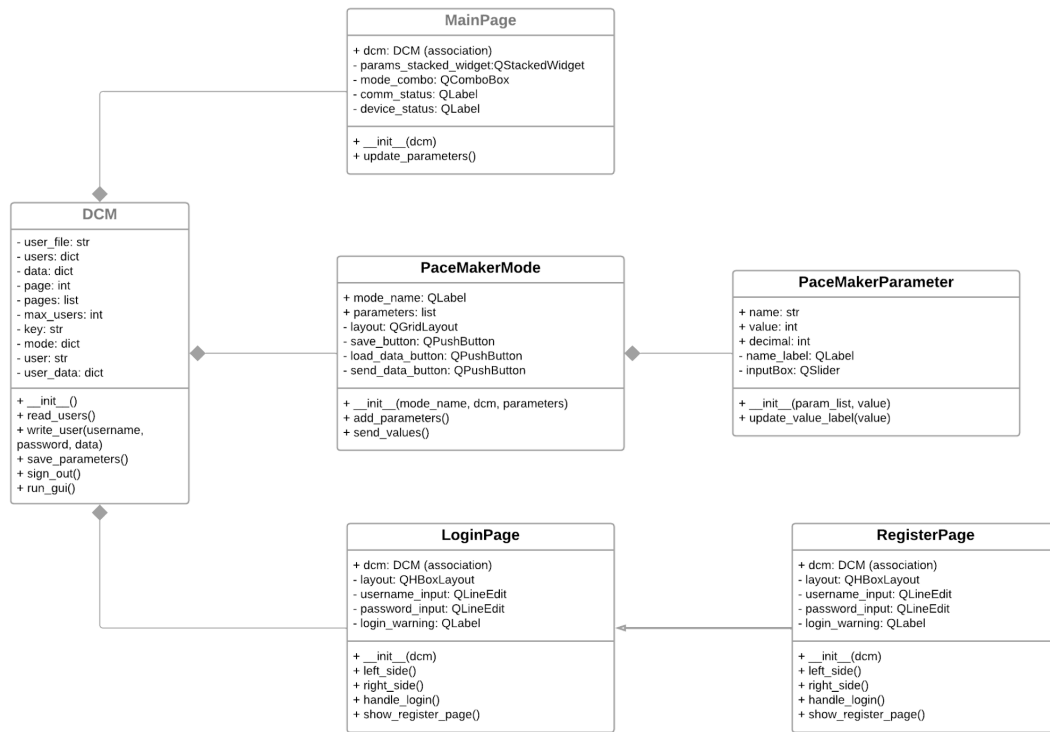 MainPage
+ dcm: DCM (association)
- params_stacked_widget:QStackedWidget
- mode_combo: QComboBox
- comm_status: QLabel
- device_status: QLabel
+ __init__(dcm)
+ update_parameters()
DCM
- user_file: str
- users: dict
- data: dict
- page: int
- pages: list
- max_users: int
- key: str
- mode: dict
- user: str
- user_data: dict
+ __init__()
+ read_users()
+ write_user(username,
password, data)
+ save_parameters()
+ sign_out()
+ run_gui()
PaceMakerMode
+ mode_name: QLabel
+ parameters: list
- layout: QGridLayout
- save_button: QPushButton
- load_data_button: QPushButton
- send_data_button: QPushButton
+ __init__(mode_name, dcm, parameters)
+ add_parameters()
+ send_values()
PaceMakerParameter
+ name: str
+ value: int
+ decimal: int
- name_label: QLabel
- inputBox: QSlider
+ __init__(param_list, value)
+ update_value_label(value)
LoginPage
+ dcm: DCM (association)
- layout: QHBoxLayout
- username_input: QLineEdit
- password_input: QLineEdit
- login_warning: QLabel
+ __init__(dcm)
+ left_side()
+ right_side()
+ handle_login()
+ show_register_page()
RegisterPage
+ dcm: DCM (association)
- layout: QHBoxLayout
- username_input: QLineEdit
- password_input: QLineEdit
- login_warning: QLabel
+ __init__(dcm)
+ left_side()
+ right_side()
+ handle_login()
+ show_register_page()